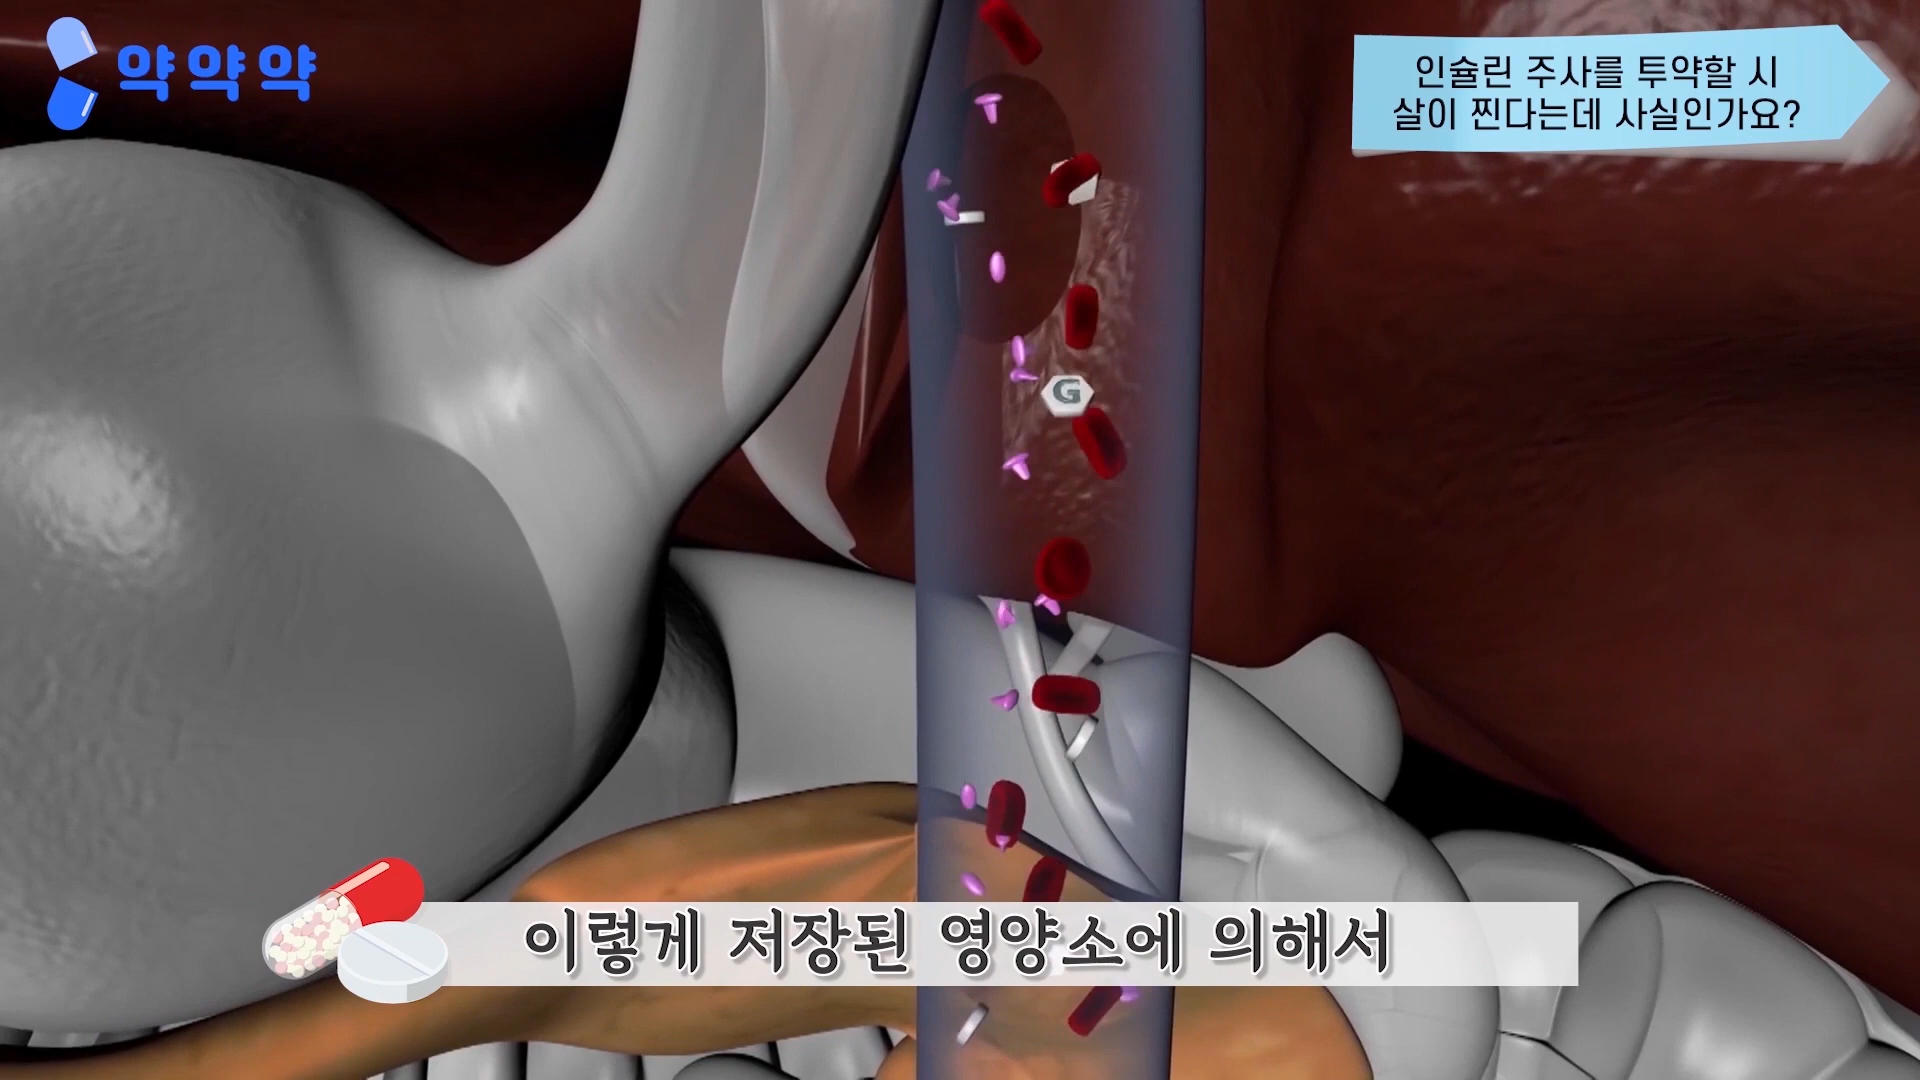 약약약
인슐린 주사를 투약할 시
살이 찐다는데 사실인가요?
G
이렇게 저장된 영양소에 의해서